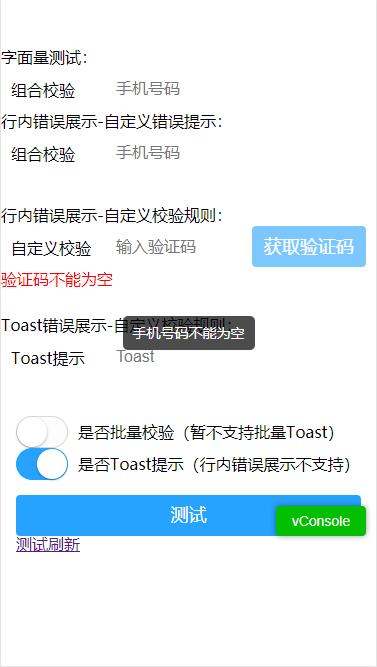 字面量测试：
组合校验 手机号码
行内错误展示-自定义错误提示：
组合校验 手机号码
行内错误展示-自定义校验规则：
自定义校验 输入验证码 获取验证码
验证码不能为空
Toast错误展示-自定义校验规则：
手机号码不能为空
Toast提示 Toast
是否批量校验（暂不支持批量Toast）
是否Toast提示（行内错误展示不支持）
测试
vConsole
测试刷新